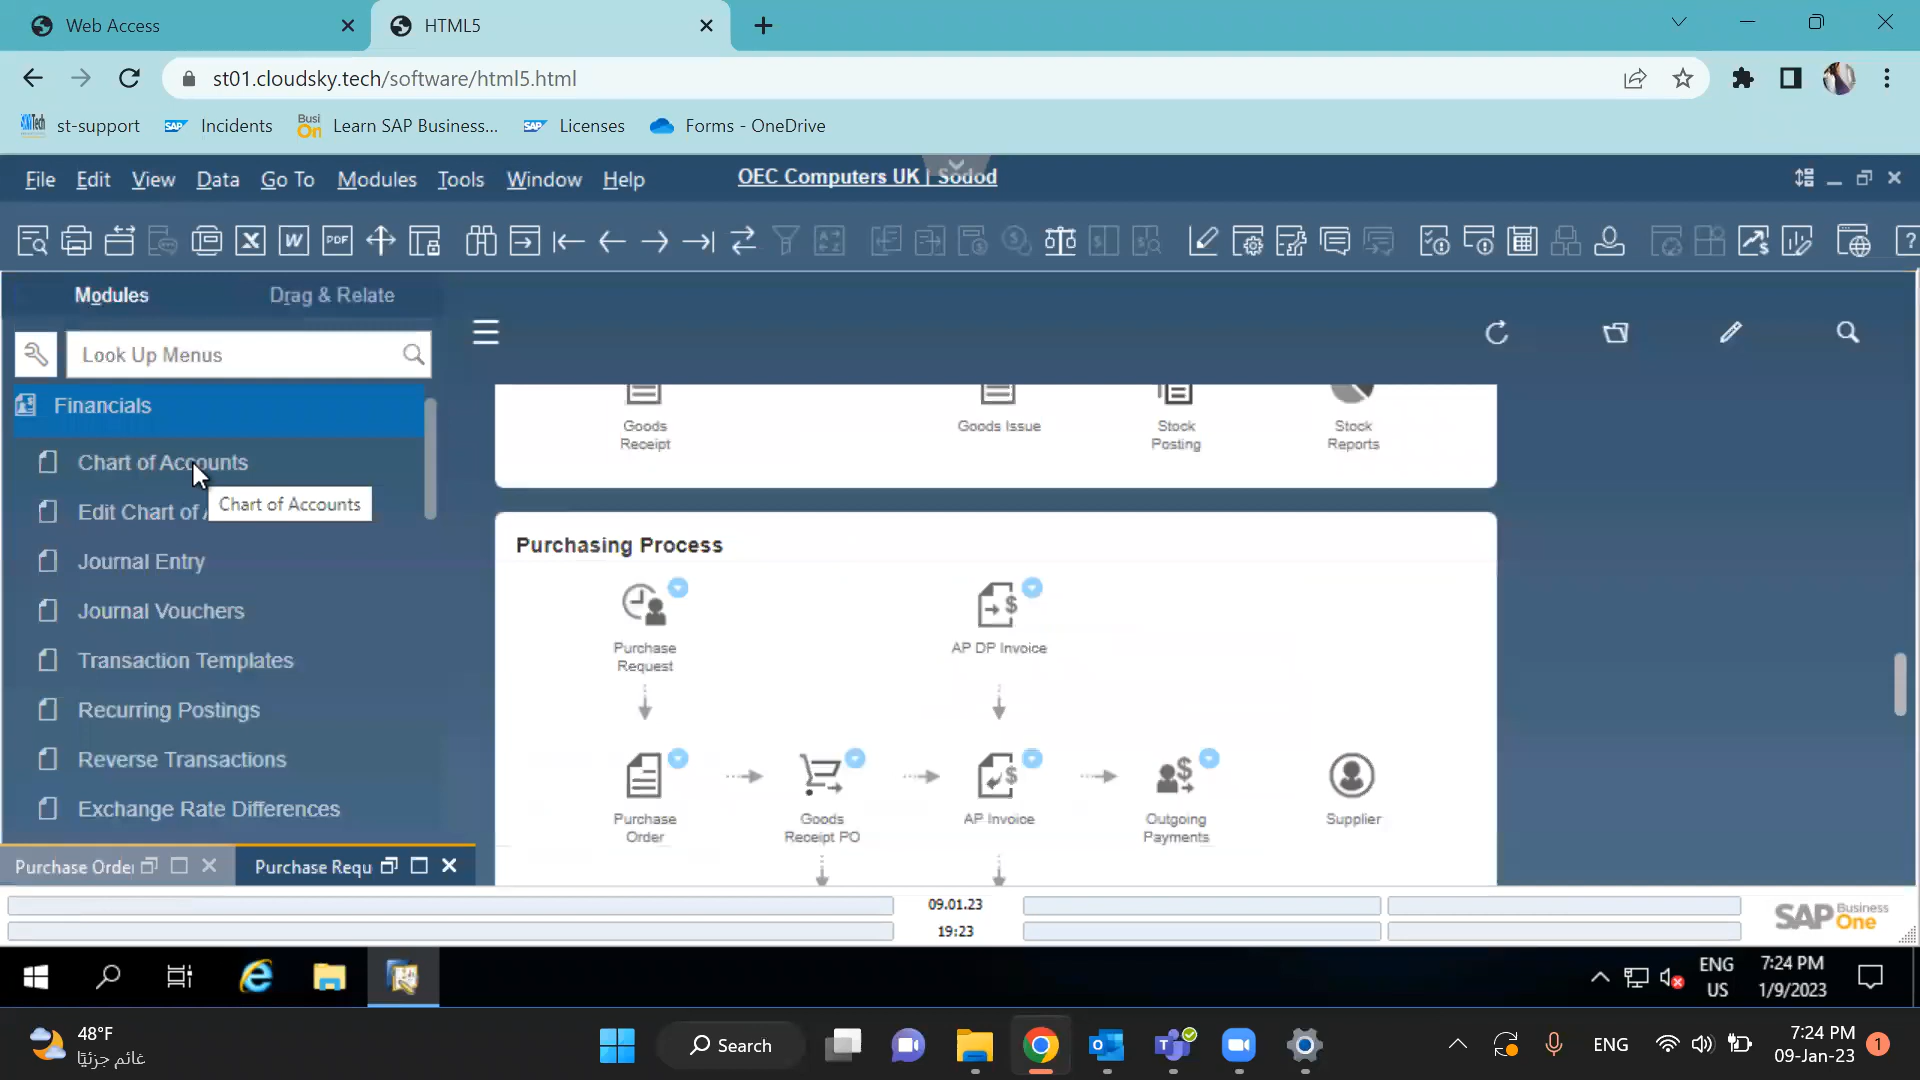 Web Access
HTML5
st01.cloudsky.tech/software/html5.html
st-support
Incidents
Learn SAP Business...
Licenses
Forms - OneDrive
File Edit View Data Go To Modules Tools Window Help
OEC Computers UK | Sodod
Modules
Drag & Relate
Look Up Menus
Financials
Chart of Accounts
Chart of Accounts
Edit Chart of
Journal Entry
Journal Vouchers
Transaction Templates
Recurring Postings
Reverse Transactions
Exchange Rate Differences
Goods
Receipt
Goods Issue
Stock
Posting
Stock
Reports
Purchasing Process
Purchase
Request
AP DP Invoice
Purchase
Order
Goods
Receipt PO
AP Invoice
Outgoing
Payments
Supplier
Purchase Order
Purchase Requ
09.01.23
19:23
SAP Business
One
ENG
US
7:24 PM
1/9/2023
48°F
غائم جزئيًا
Search
ENG
7:24 PM
09-Jan-23
1